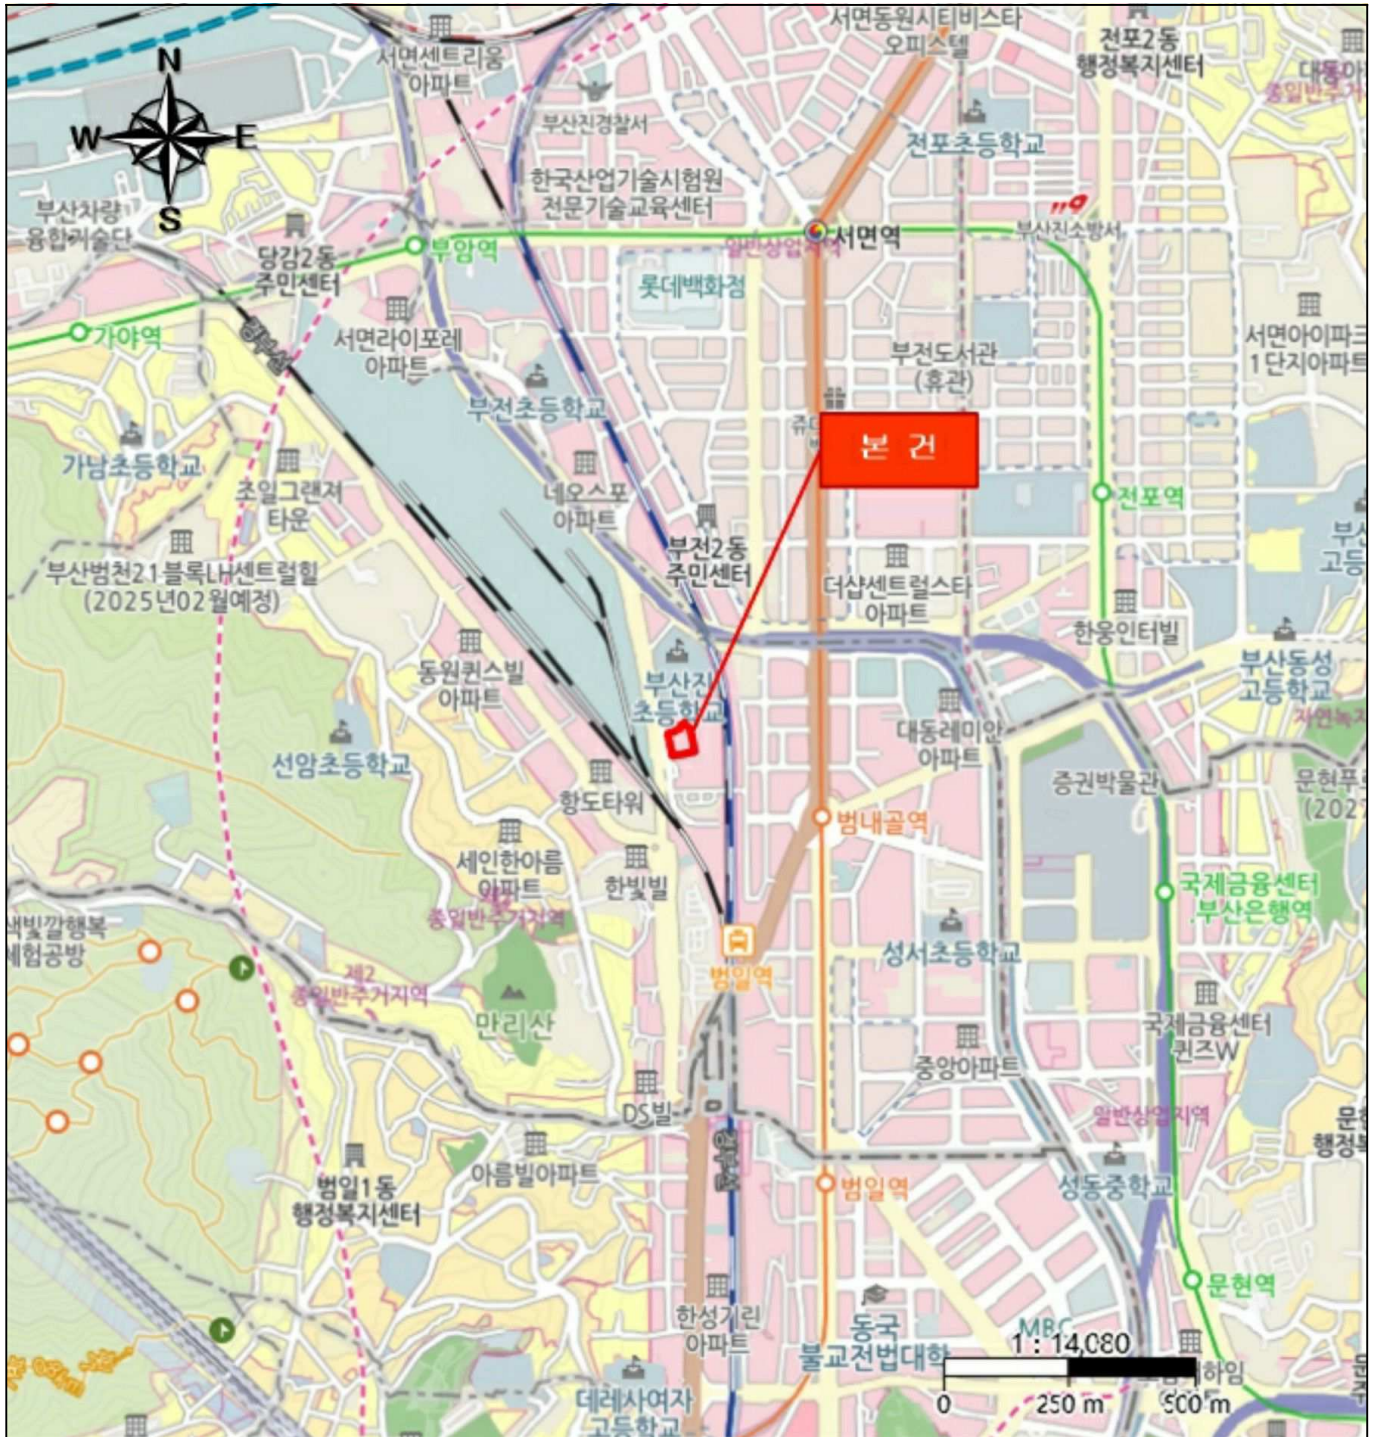 서면동원시티비스타
오피스텔
서면센트리움
아파트
전포2동
행정복지센터
N
W
E
S
부산진경찰서
전포초등학교
한국산업기술시험원
전문기술교육센터
부산차량
융합기술단
당감2동
주민센터
부암역
서면역
일반상업지역
부산진소방서
롯데백화점
가야역
서면라이포레
아파트
부전도서관
(휴관)
서면아이파크
1단지아파트
부전초등학교
본 건
가남초등학교
조일그랜져
타운
네오스포
아파트
전포역
부전2동
주민센터
부산범천21블록LH센트럴힐
(2025년02월예정)
더샵센트럴스타
아파트
한웅인터빌
동원퀸스빌
아파트
부산진
초등학교
부산동성
고등학교
대동레미안
아파트
선암초등학교
항도타워
증권박물관
범내골역
세인한아름
아파트
한빛빌
종일반주거지역
국제금융센터
부산은행역
성서초등학교
범일역
제2
종일반주거지역
만리산
국제금융센터
퀸즈W
중앙아파트
DS빌
일반상업지역
아름빌아파트
범일1동
행정복지센터
범일역
성동중학교
문현역
한성기린
아파트
동국
불교전법대학
MBC
1 : 14,080
0
250 m
500 m
데레사여자
고등학교